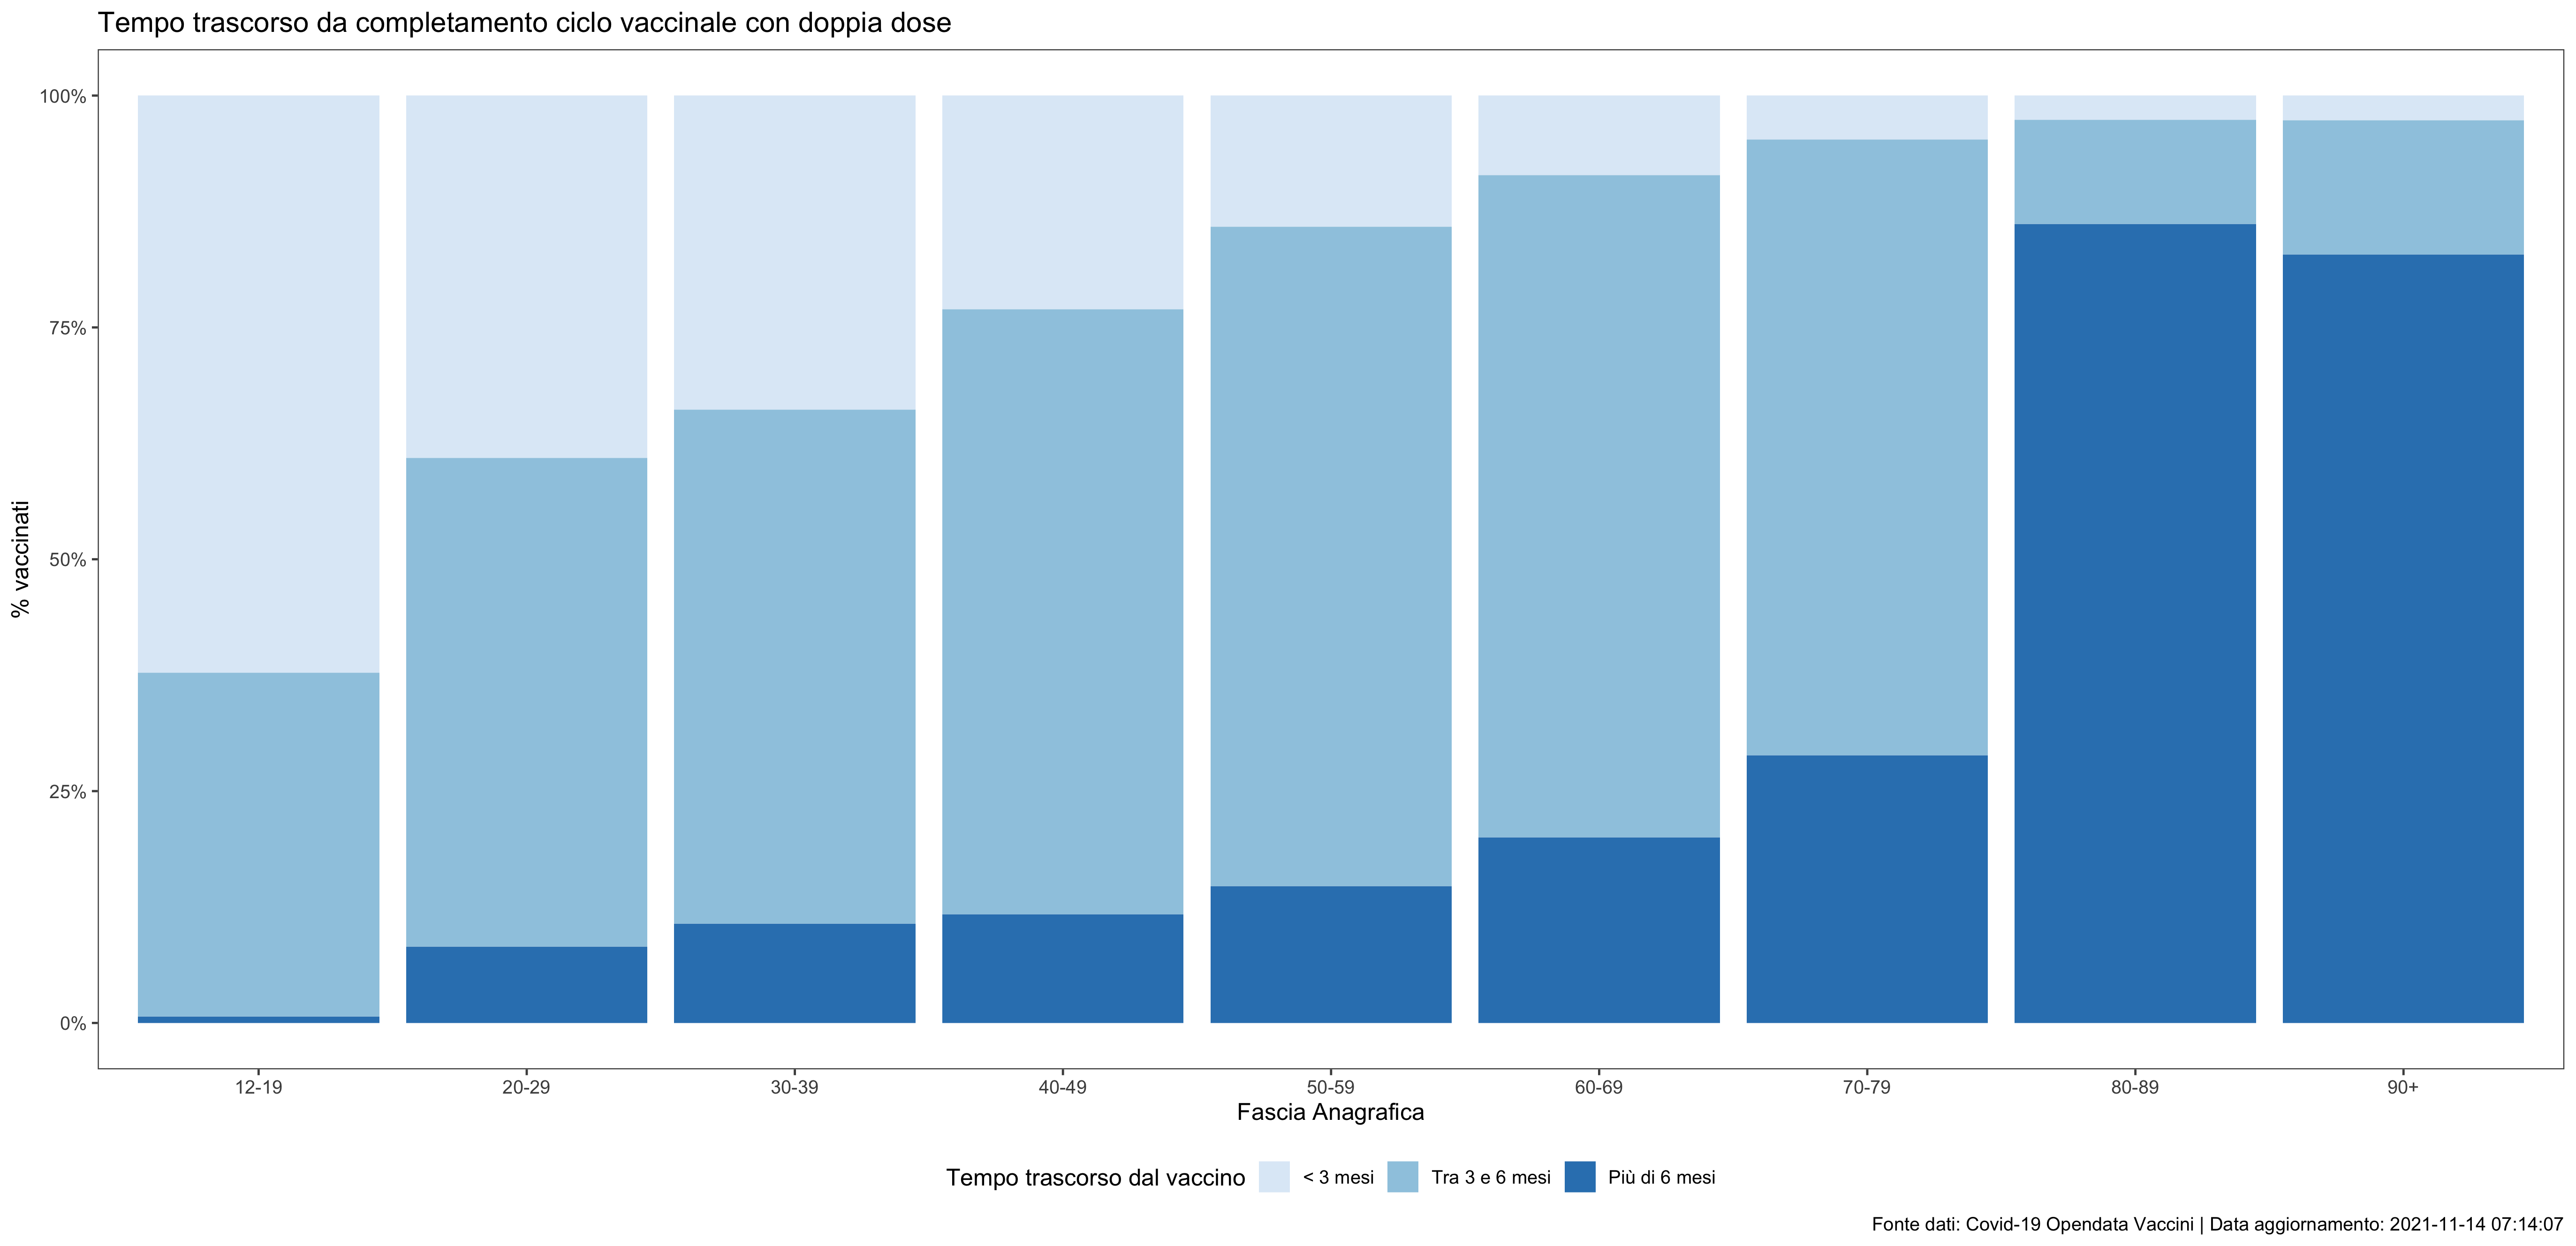 Tempo trascorso da completamento ciclo vaccinale con doppia dose
% vaccinati
100%
75%
50%
25%
0%
12-19 20-29 30-39 40-49 50-59 60-69 70-79 80-89 90+
Fascia Anagrafica
Tempo trascorso dal vaccino < 3 mesi Tra 3 e 6 mesi Più di 6 mesi
Fonte dati: Covid-19 Opendata Vaccini | Data aggiornamento: 2021-11-14 07:14:07